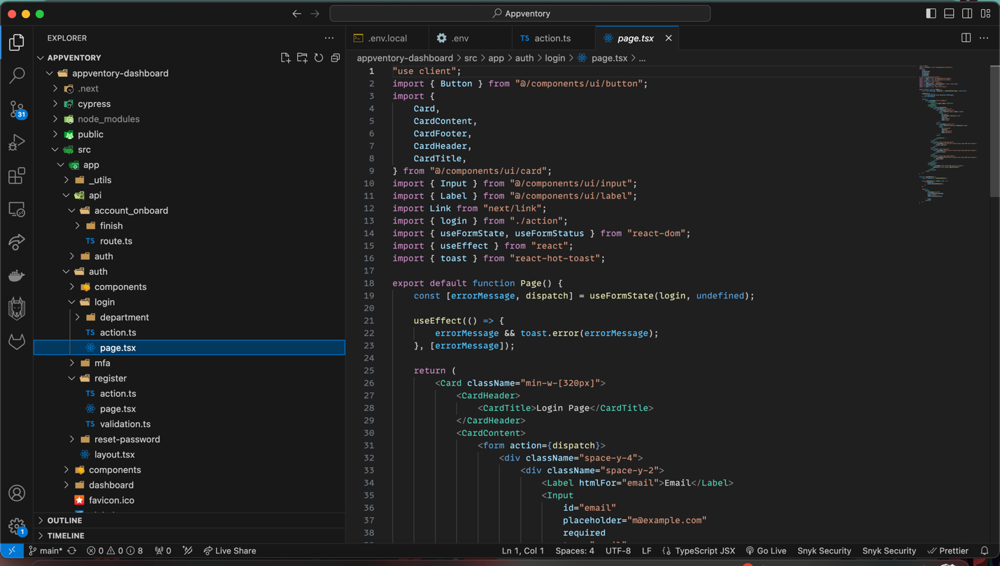 Appventory
EXPLORER
APPVENTORY
appventory-dashboard
.next
cypress
node_modules
public
src
app
_utils
api
account_onboard
finish
TS route.ts
auth
auth
components
login
department
TS action.ts
page.tsx
mfa
register
TS action.ts
page.tsx
TS validation.ts
reset-password
layout.tsx
components
dashboard
favicon.ico
OUTLINE
TIMELINE
31
1
.env.local
.env
TS action.ts
page.tsx
appventory-dashboard > src > app > auth > login > page.tsx > ...
1 "use client";
2 import { Button } from "@/components/ui/button";
3 import {
4 Card,
5 CardContent,
6 CardFooter,
7 CardHeader,
8 CardTitle,
9 } from "@/components/ui/card";
10 import { Input } from "@/components/ui/input";
11 import { Label } from "@/components/ui/label";
12 import Link from "next/link";
13 import { login } from "./action";
14 import { useFormState, useFormStatus } from "react-dom";
15 import { useEffect } from "react";
16 import { toast } from "react-hot-toast";
17
18 export default function Page() {
19 const [errorMessage, dispatch] = useFormState(login, undefined);
20
21 useEffect(() => {
22 errorMessage && toast.error(errorMessage);
23 }, [errorMessage]);
24
25 return (
26 <Card className="min-w-[320px]">
27 <CardHeader>
28 <CardTitle>Login Page</CardTitle>
29 </CardHeader>
30 <CardContent>
31 <form action={dispatch}>
32 <div className="space-y-4">
33 <div className="space-y-2">
34 <Label htmlFor="email">Email</Label>
35 <Input
36 id="email"
37 placeholder="m@example.com"
38 required
main* 0 0 8 0 Live Share
Ln 1, Col 1 Spaces: 4 UTF-8 LF {} TypeScript JSX Go Live Snyk Security Snyk Security Prettier